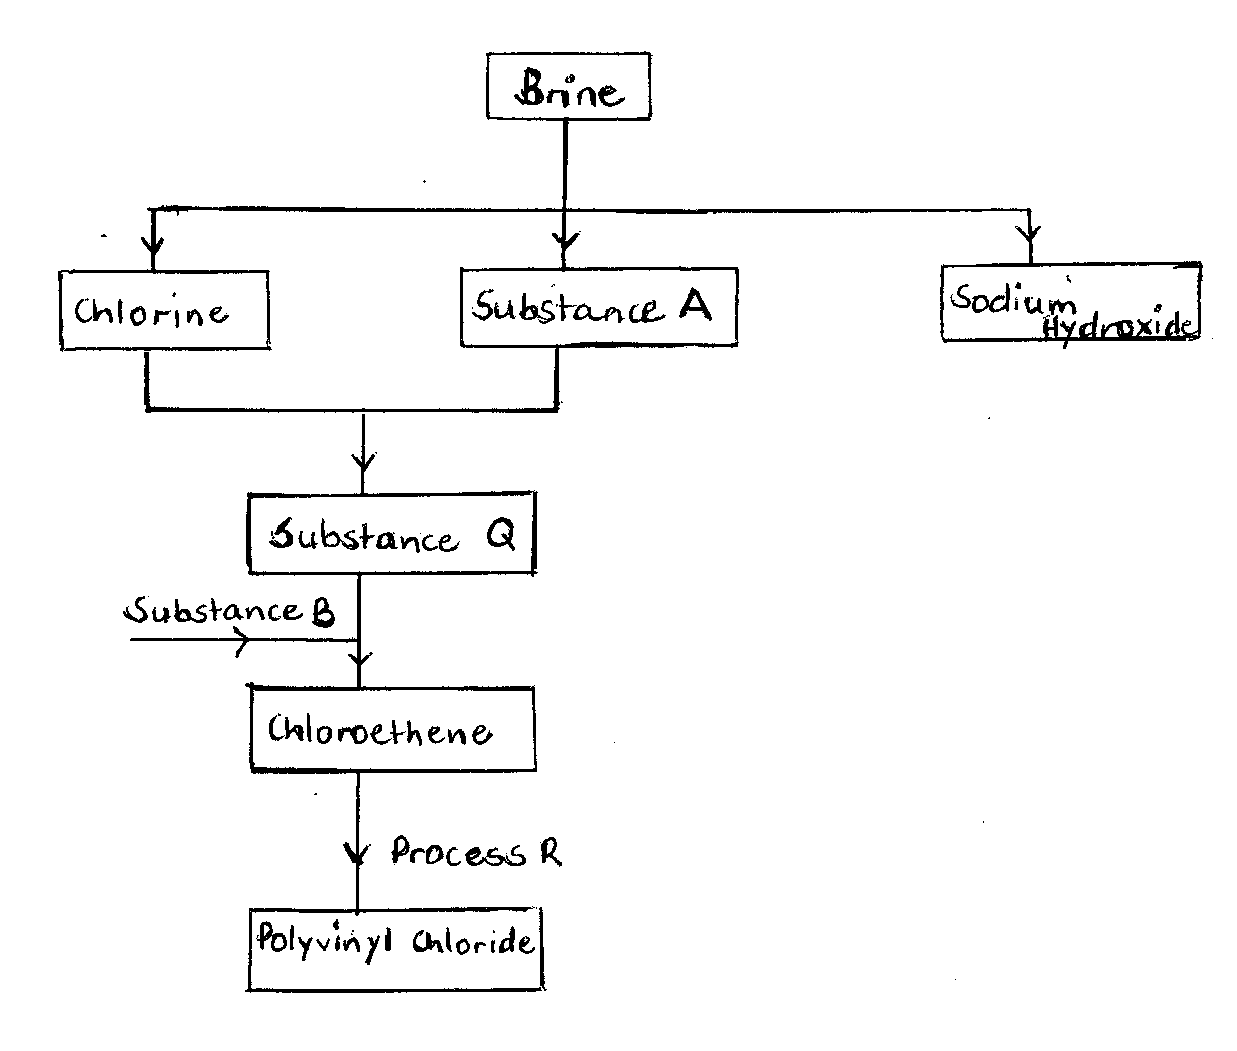 Brine
Chlorine
Substance A
Sodium
Hydroxide
Substance Q
Substance B
Chloroethene
Process R
Polyvinyl Chloride